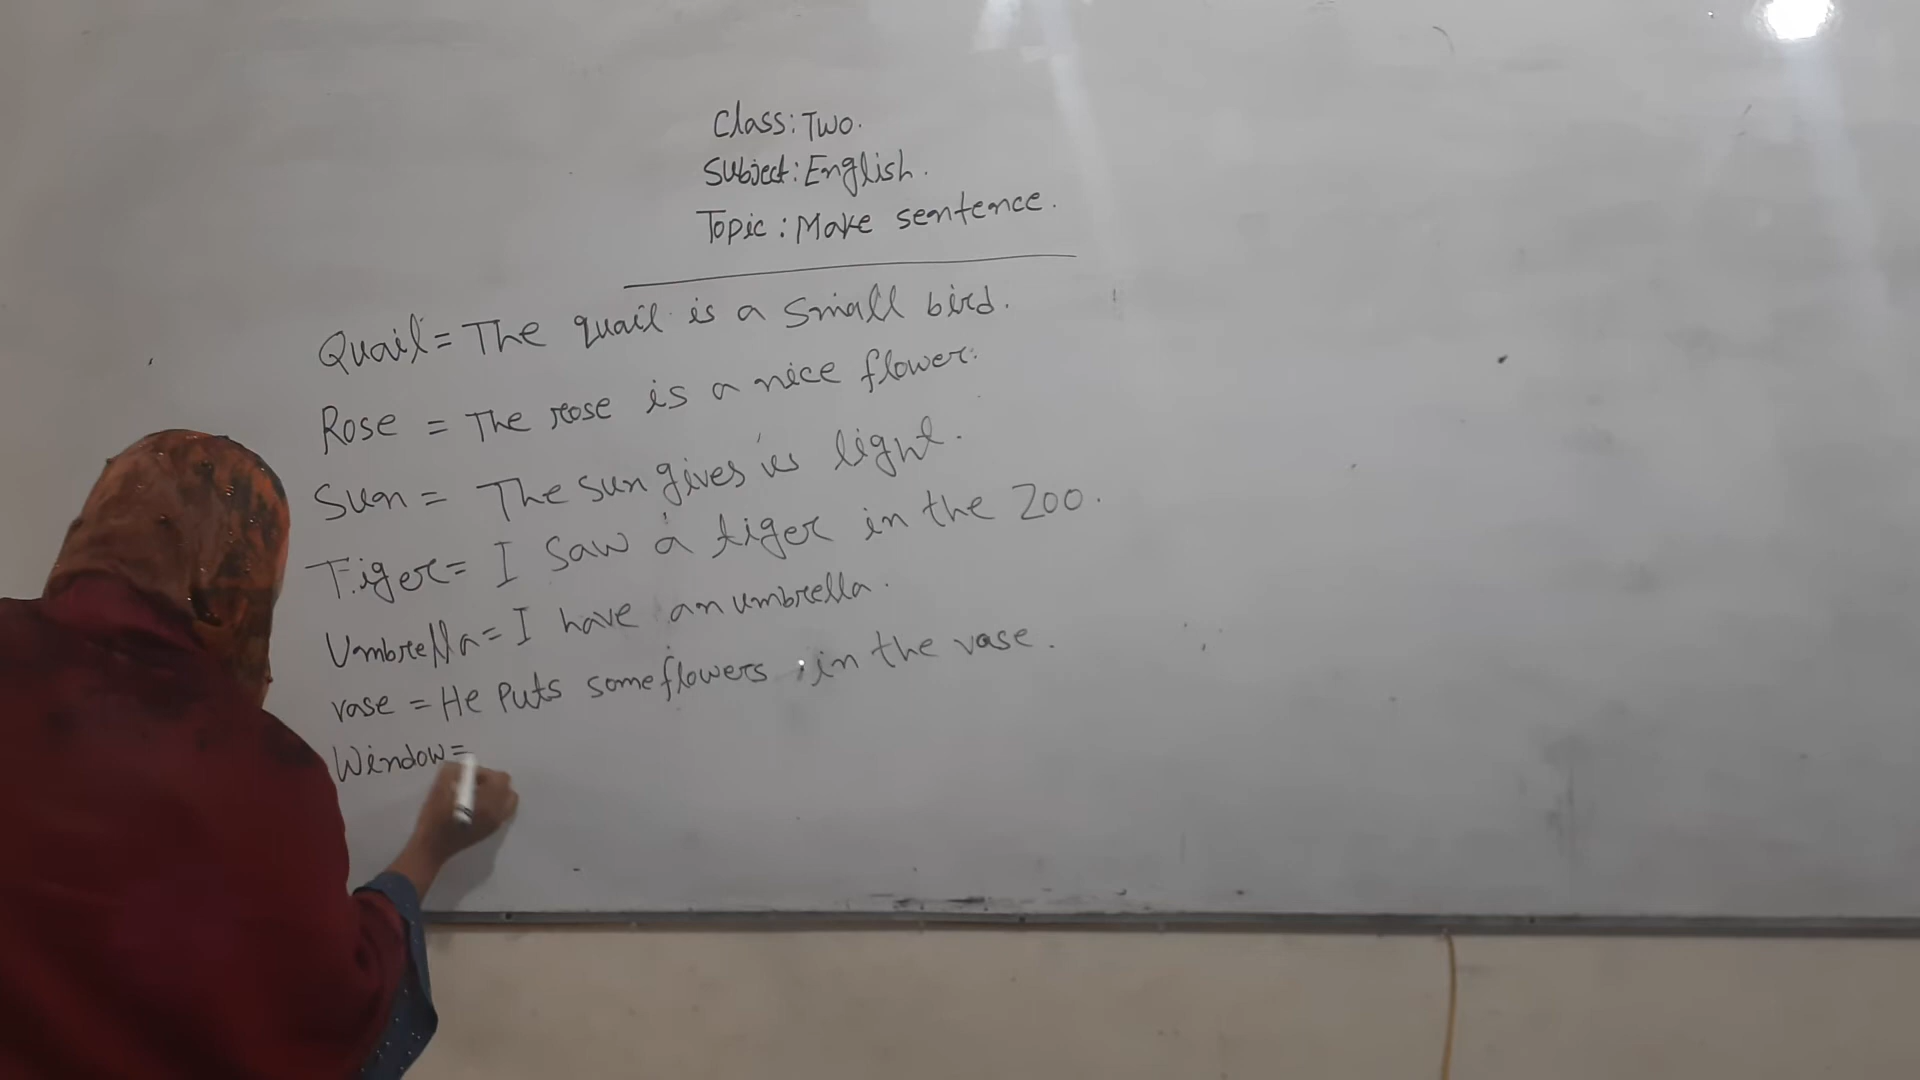 Class: Two.
Subject: English.
Topic: Make sentence.
Quail = The quail is a small bird.
Rose = The rose is a nice flower.
Sun = The sun gives us light.
Tiger = I saw a tiger in the zoo.
Umbrella = I have an umbrella.
vase = He puts some flowers in the vase.
Window =